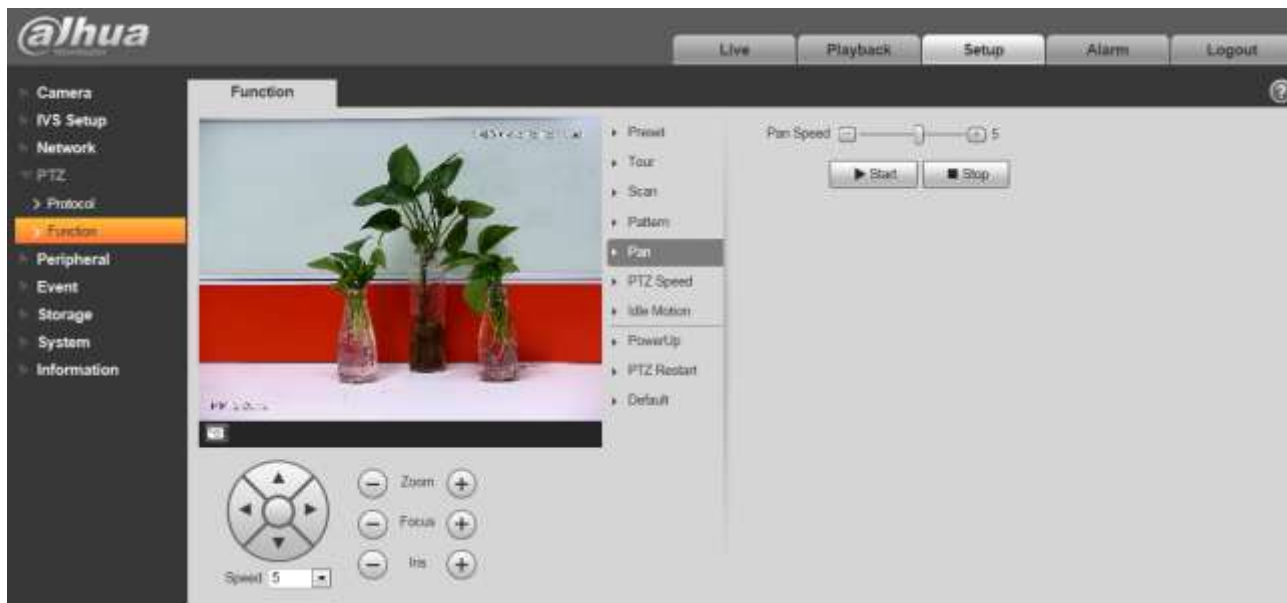 alhua
TECHNOLOGY
Live
Playback
Setup
Alarm
Logout
Camera
IVS Setup
Network
PTZ
Protocol
Function
Peripheral
Event
Storage
System
Information
Function
Preset
Tour
Scan
Pattern
Pan
PTZ Speed
Idle Motion
PowerUp
PTZ Restart
Default
Pan Speed 5
Start
Stop
Zoom
Focus
Iris
Speed 5